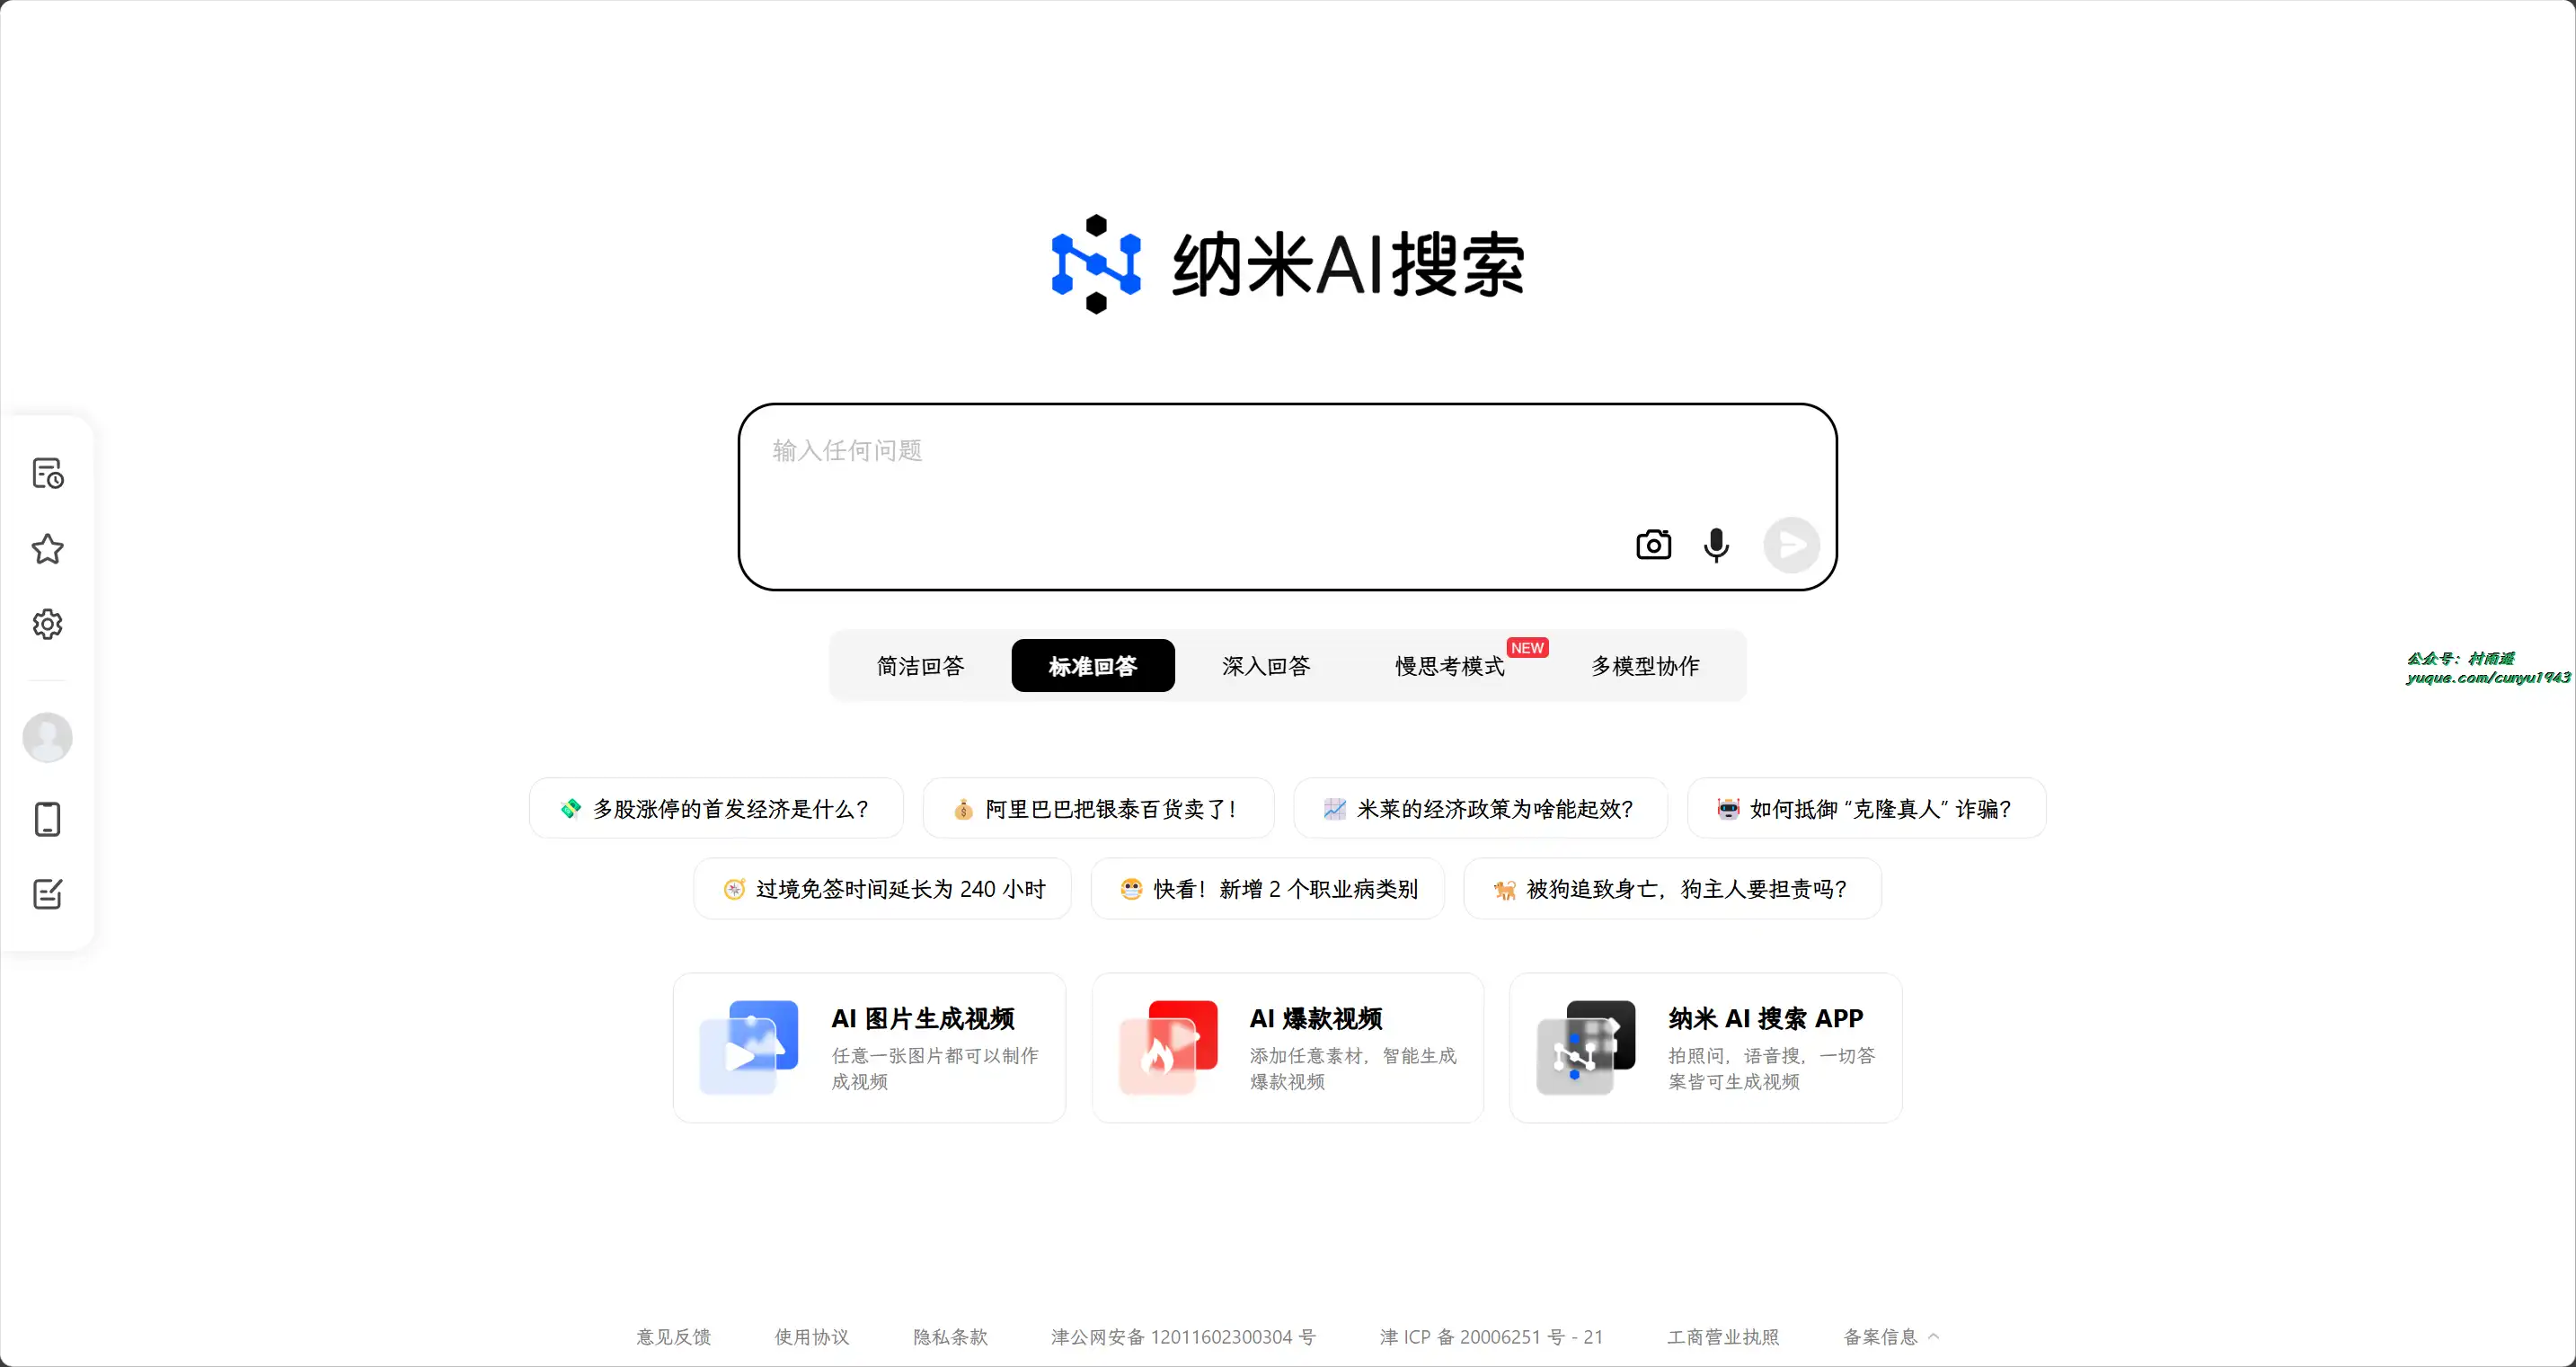 纳米AI搜索
输入任何问题
简洁回答
标准回答
深入回答
慢思考模式
NEW
多模型协作
公众号：村雨遥
yuque.com/cunyu1943
多股涨停的首发经济是什么？
阿里巴巴把银泰百货卖了！
米莱的经济政策为啥能起效？
如何抵御“克隆真人”诈骗？
过境免签时间延长为 240 小时
快看！新增 2 个职业病类别
被狗追致身亡，狗主人要担责吗？
AI 图片生成视频
任意一张图片都可以制作
成视频
AI 爆款视频
添加任意素材，智能生成
爆款视频
纳米 AI 搜索 APP
拍照问，语音搜，一切答
案皆可生成视频
意见反馈
使用协议
隐私条款
津公网安备 12011602300304 号
津 ICP 备 20006251 号 - 21
工商营业执照
备案信息